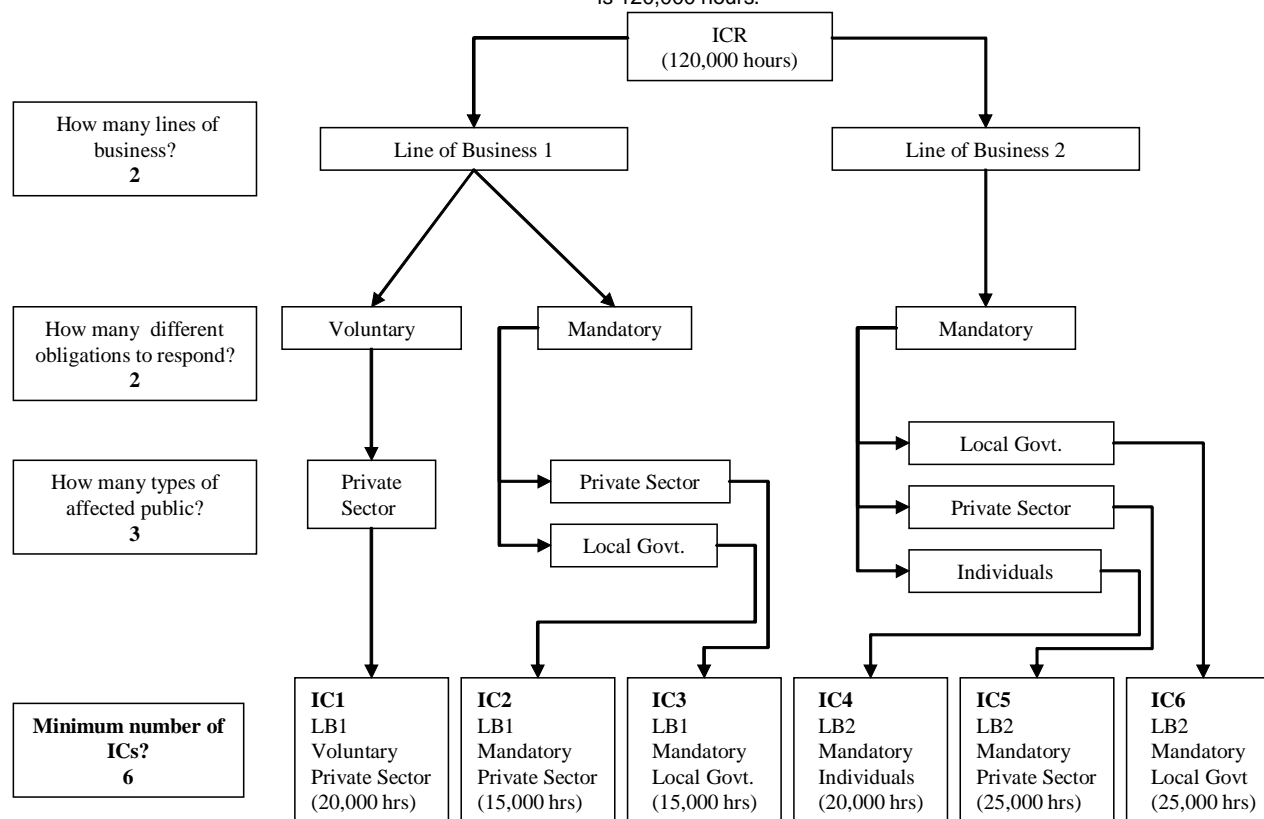 is 120,000 hours.
ICR
(120,000 hours)
How many lines of
business?
2
Line of Business 1
Line of Business 2
How many different
obligations to respond?
2
Voluntary
Mandatory
Mandatory
How many types of
affected public?
3
Private
Sector
Private Sector
Local Govt.
Local Govt.
Private Sector
Individuals
Minimum number of
ICs?
6
IC1
LB1
Voluntary
Private Sector
(20,000 hrs)
IC2
LB1
Mandatory
Private Sector
(15,000 hrs)
IC3
LB1
Mandatory
Local Govt.
(15,000 hrs)
IC4
LB2
Mandatory
Individuals
(20,000 hrs)
IC5
LB2
Mandatory
Private Sector
(25,000 hrs)
IC6
LB2
Mandatory
Local Govt
(25,000 hrs)